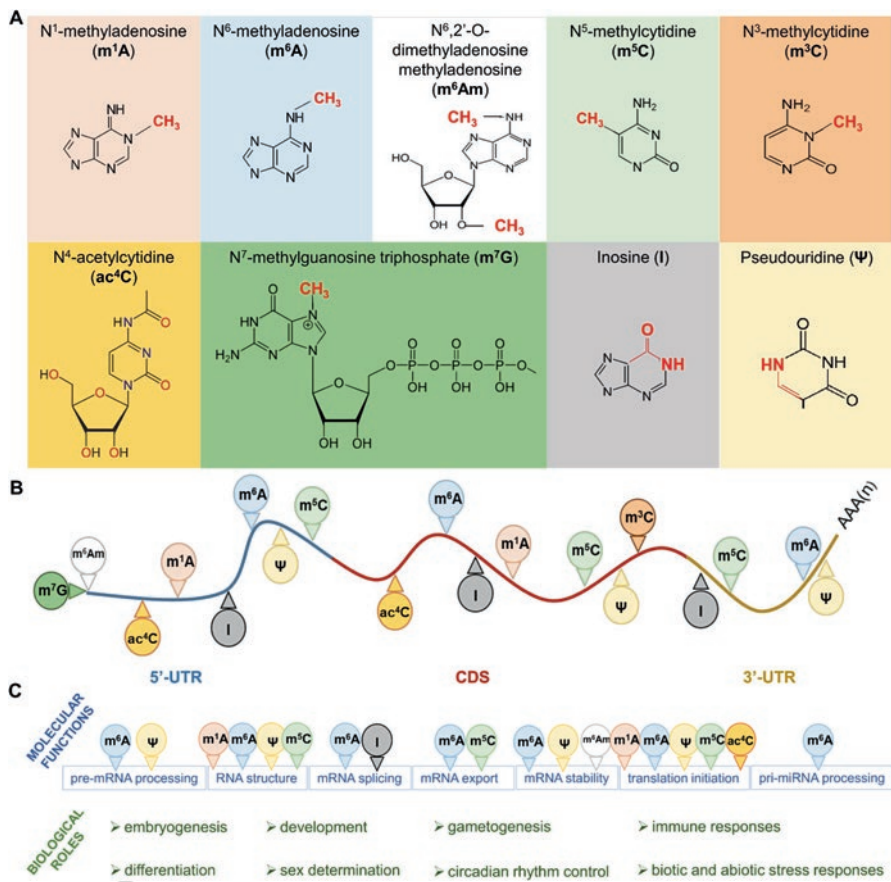 A
N¹-methyladenosine
(m¹A)
NH
N
CH₃
N
N
N
N⁶-methyladenosine
(m⁶A)
CH₃
NH
N
N
N
N
N⁶,2'-O-
dimethyladenosine
methyladenosine
(m⁶Am)
CH₃
NH
N
N
N
N
HO
O
OH
O
CH₃
N⁵-methylcytidine
(m⁵C)
NH₂
CH₃
N
N
O
N³-methylcytidine
(m³C)
NH₂
N
CH₃
N
O
N⁴-acetylcytidine
(ac⁴C)
NH
O
N
HO
N
O
O
OH
OH
N⁷-methylguanosine triphosphate (m⁷G)
CH₃
O
N
⊕
HN
H₂N
N
N
O
O
O
O
O
P
O
P
O
P
O
OH
OH
OH
OH
OH
Inosine (I)
O
N
NH
N
N
Pseudouridine (Ψ)
O
HN
NH
O
B
m⁷G
m⁶Am
m¹A
ac⁴C
I
m⁶A
Ψ
m⁵C
ac⁴C
m⁶A
I
m¹A
m⁵C
Ψ
m³C
I
m⁵C
m⁶A
Ψ
AAA(n)
5'-UTR
CDS
3'-UTR
C
MOLECULAR
FUNCTIONS
m⁶A Ψ
m¹A m⁶A Ψ m⁵C
m⁶A I
m⁶A m⁵C
m⁶A Ψ m⁶Am
m¹A m⁶A Ψ m⁵C ac⁴C
m⁶A
pre-mRNA processing
RNA structure
mRNA splicing
mRNA export
mRNA stability
translation initiation
pri-miRNA processing
BIOLOGICAL
ROLES
➢ embryogenesis
➢ development
➢ gametogenesis
➢ immune responses
➢ differentiation
➢ sex determination
➢ circadian rhythm control
➢ biotic and abiotic stress responses